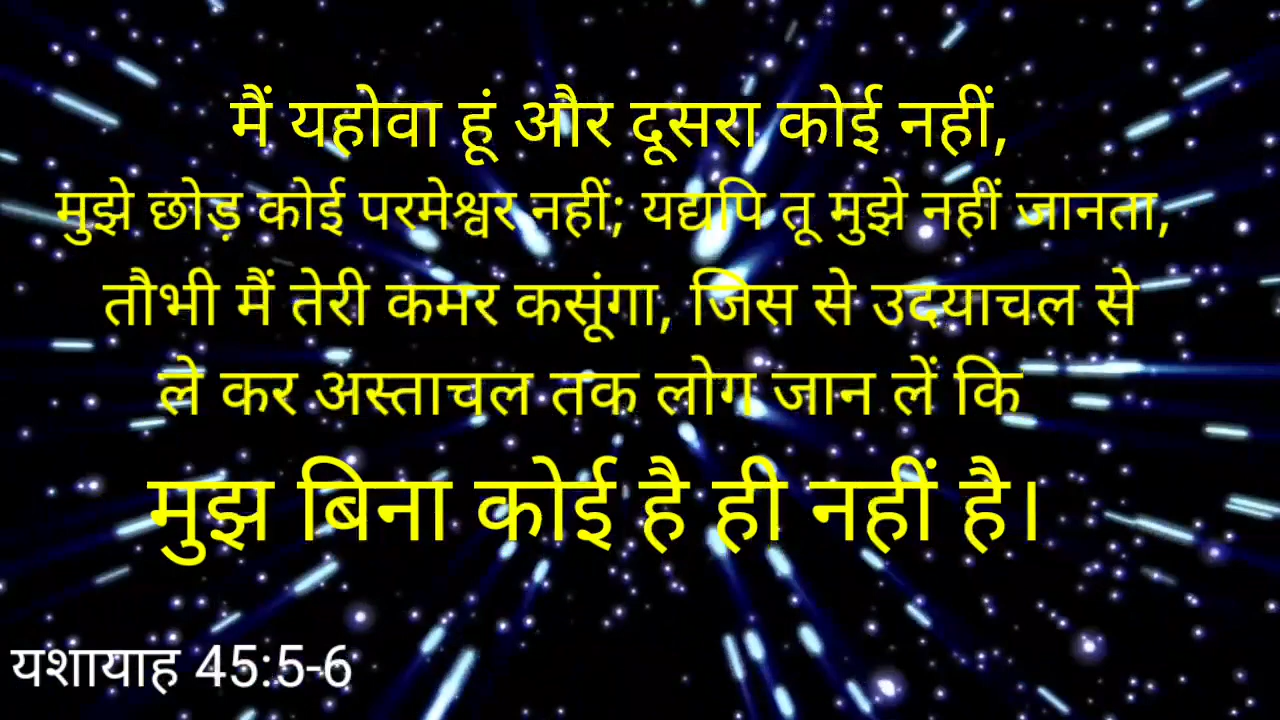 मैं यहोवा हूं और दूसरा कोई नहीं,
मुझे छोड़ कोई परमेश्वर नहीं; यद्यपि तू मुझे नहीं जानता,
तौभी मैं तेरी कमर कसूंगा, जिस से उदयाचल से
ले कर अस्ताचल तक लोग जान लें कि
मुझ बिना कोई है ही नहीं है।
यशायाह 45:5-6